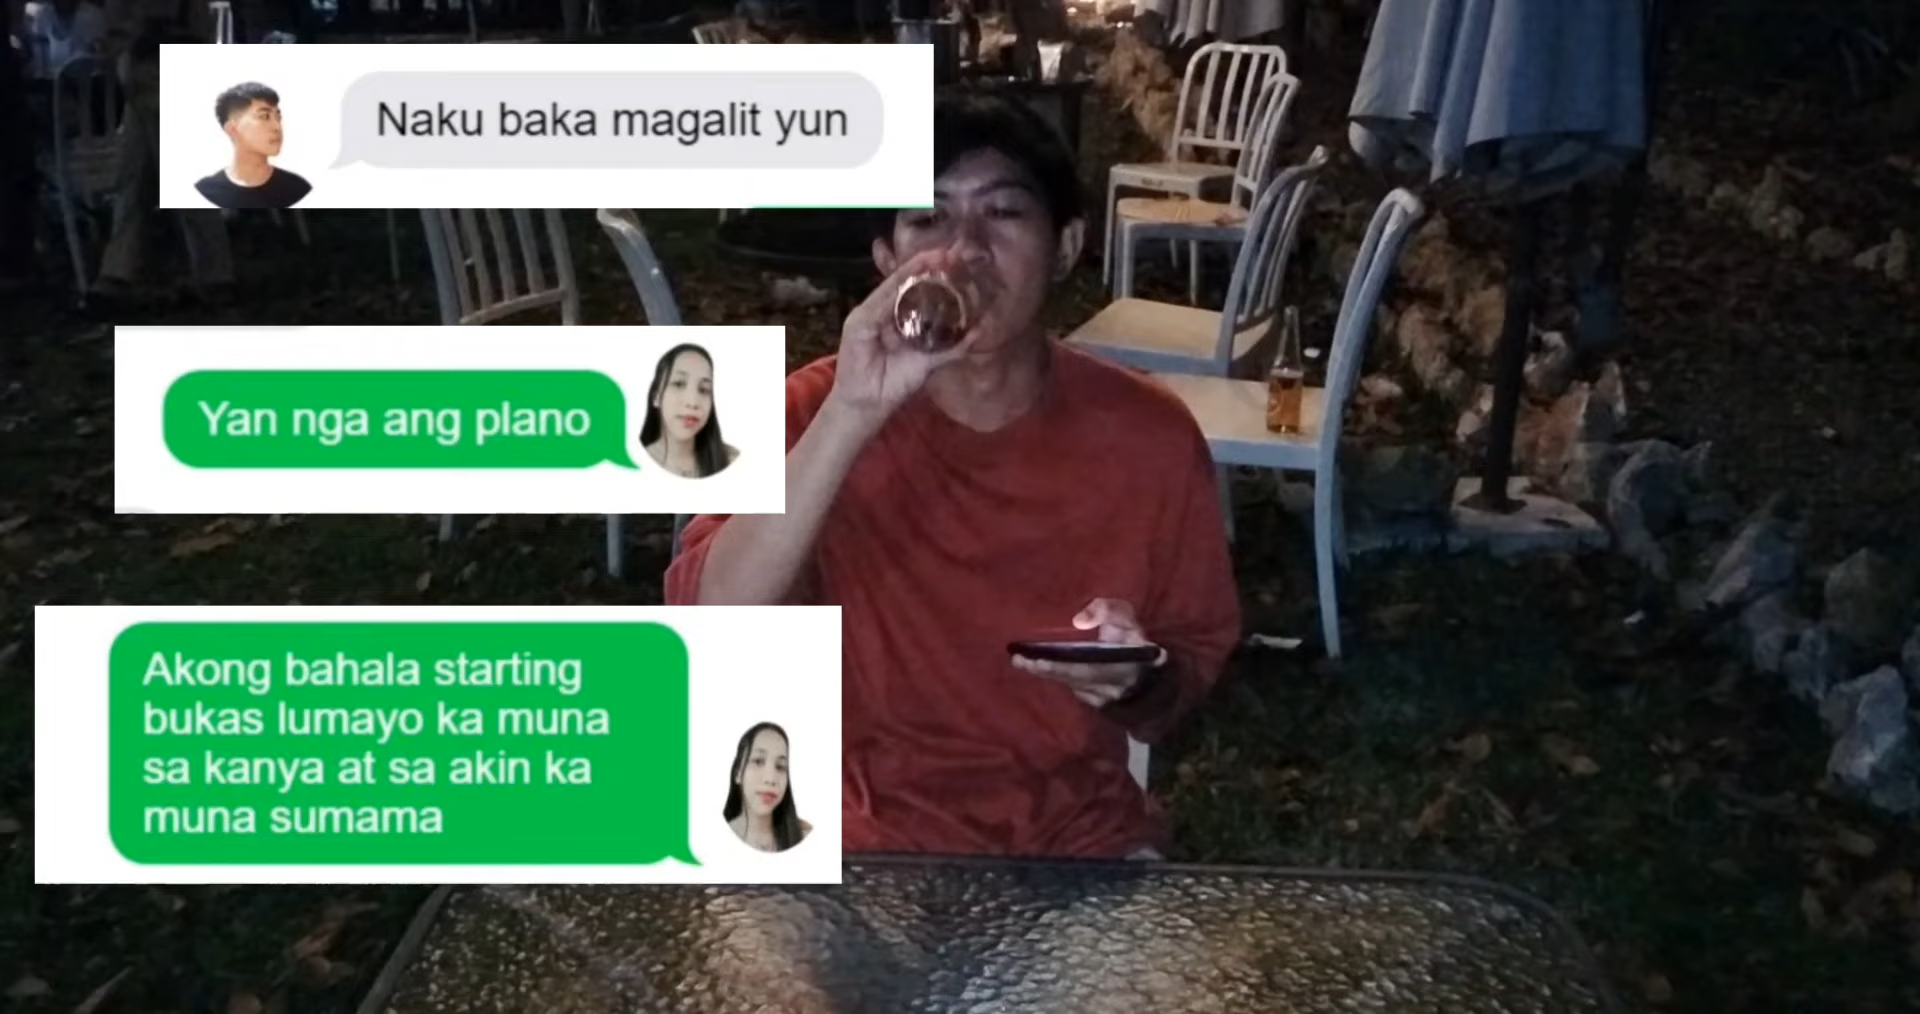 Naku baka magalit yun
Yan nga ang plano
Akong bahala starting
bukas lumayo ka muna
sa kanya at sa akin ka
muna sumama